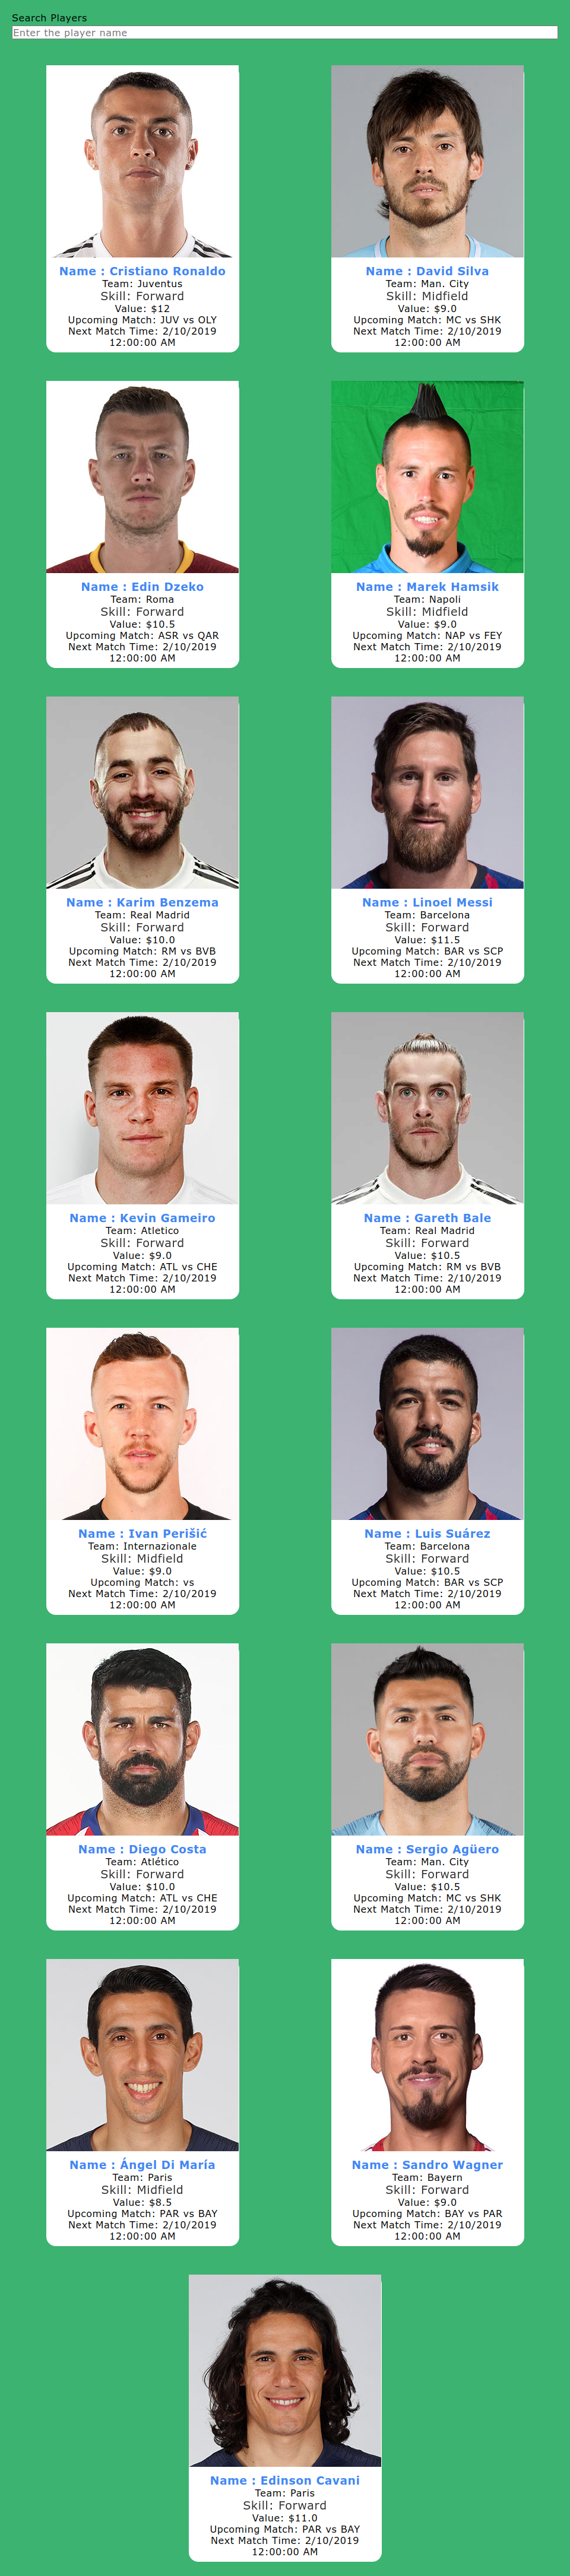 Search Players
Enter the player name
Name : Cristiano Ronaldo
Team: Juventus
Skill: Forward
Value: $12
Upcoming Match: JUV vs OLY
Next Match Time: 2/10/2019
12:00:00 AM
Name : David Silva
Team: Man. City
Skill: Midfield
Value: $9.0
Upcoming Match: MC vs SHK
Next Match Time: 2/10/2019
12:00:00 AM
Name : Edin Dzeko
Team: Roma
Skill: Forward
Value: $10.5
Upcoming Match: ASR vs QAR
Next Match Time: 2/10/2019
12:00:00 AM
Name : Marek Hamsik
Team: Napoli
Skill: Midfield
Value: $9.0
Upcoming Match: NAP vs FEY
Next Match Time: 2/10/2019
12:00:00 AM
Name : Karim Benzema
Team: Real Madrid
Skill: Forward
Value: $10.0
Upcoming Match: RM vs BVB
Next Match Time: 2/10/2019
12:00:00 AM
Name : Linoel Messi
Team: Barcelona
Skill: Forward
Value: $11.5
Upcoming Match: BAR vs SCP
Next Match Time: 2/10/2019
12:00:00 AM
Name : Kevin Gameiro
Team: Atletico
Skill: Forward
Value: $9.0
Upcoming Match: ATL vs CHE
Next Match Time: 2/10/2019
12:00:00 AM
Name : Gareth Bale
Team: Real Madrid
Skill: Forward
Value: $10.5
Upcoming Match: RM vs BVB
Next Match Time: 2/10/2019
12:00:00 AM
Name : Ivan Perišić
Team: Internazionale
Skill: Midfield
Value: $9.0
Upcoming Match: vs
Next Match Time: 2/10/2019
12:00:00 AM
Name : Luis Suárez
Team: Barcelona
Skill: Forward
Value: $10.5
Upcoming Match: BAR vs SCP
Next Match Time: 2/10/2019
12:00:00 AM
Name : Diego Costa
Team: Atlético
Skill: Forward
Value: $10.0
Upcoming Match: ATL vs CHE
Next Match Time: 2/10/2019
12:00:00 AM
Name : Sergio Agüero
Team: Man. City
Skill: Forward
Value: $10.5
Upcoming Match: MC vs SHK
Next Match Time: 2/10/2019
12:00:00 AM
Name : Ángel Di María
Team: Paris
Skill: Midfield
Value: $8.5
Upcoming Match: PAR vs BAY
Next Match Time: 2/10/2019
12:00:00 AM
Name : Sandro Wagner
Team: Bayern
Skill: Forward
Value: $9.0
Upcoming Match: BAY vs PAR
Next Match Time: 2/10/2019
12:00:00 AM
Name : Edinson Cavani
Team: Paris
Skill: Forward
Value: $11.0
Upcoming Match: PAR vs BAY
Next Match Time: 2/10/2019
12:00:00 AM